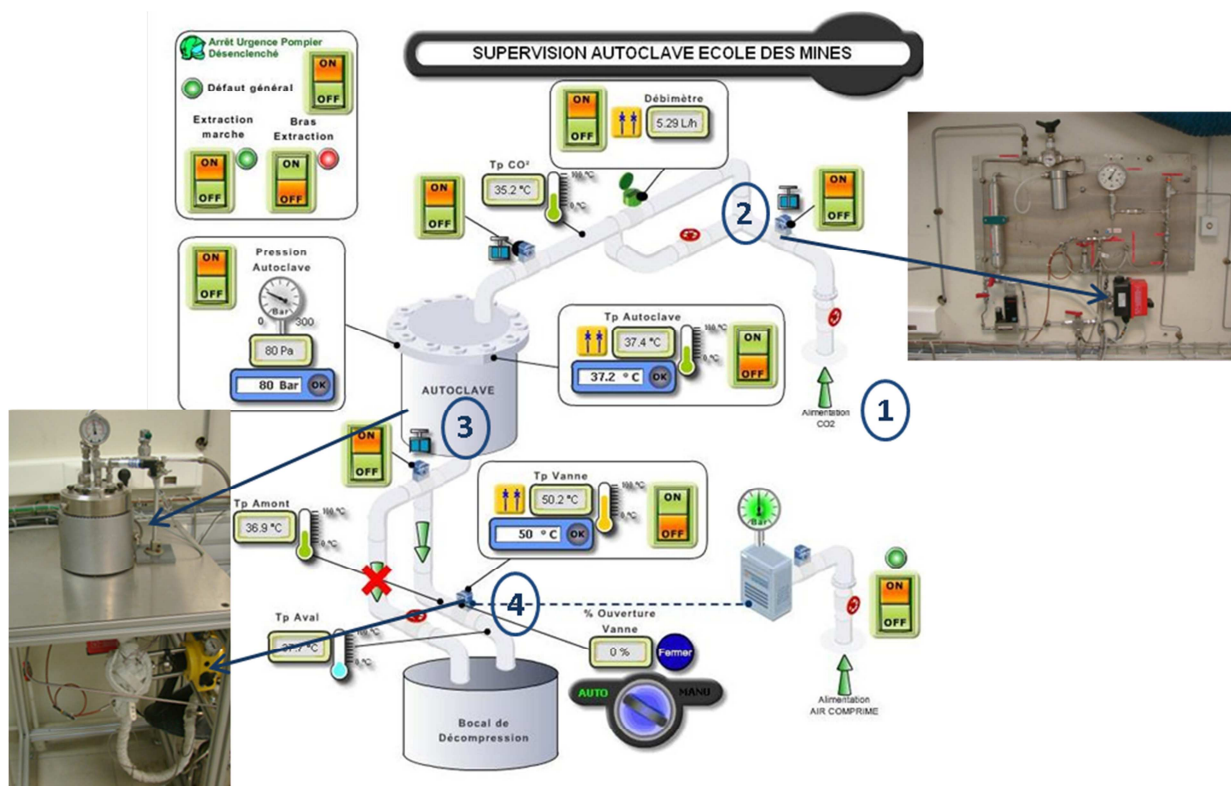 Arrêt Urgence Pompier
Désenclenché
ON
OFF
Défaut général
Extraction
marche
Bras
Extraction
ON
OFF
ON
OFF
SUPERVISION AUTOCLAVE ECOLE DES MINES
ON
OFF
Débimètre
5.29 L/h
Tp CO²
35.2 °C
100 °C
0 °C
ON
OFF
2
ON
OFF
ON
OFF
Pression
Autoclave
Bar
0 300
80 Pa
80 Bar OK
Tp Autoclave
37.4 °C
100 °C
0 °C
37.2 ° C OK
ON
OFF
AUTOCLAVE
1
Alimentation
CO2
3
ON
OFF
Tp Vanne
50.2 °C
100 °C
0 °C
50 ° C OK
ON
OFF
Tp Amont
36.9 °C
100 °C
0 °C
Bar
ON
OFF
4
Tp Aval
37.7 °C
100 °C
0 °C
% Ouverture
Vanne
0 %
Fermer
AUTO
MANU
Alimentation
AIR COMPRIME
Bocal de
Décompression